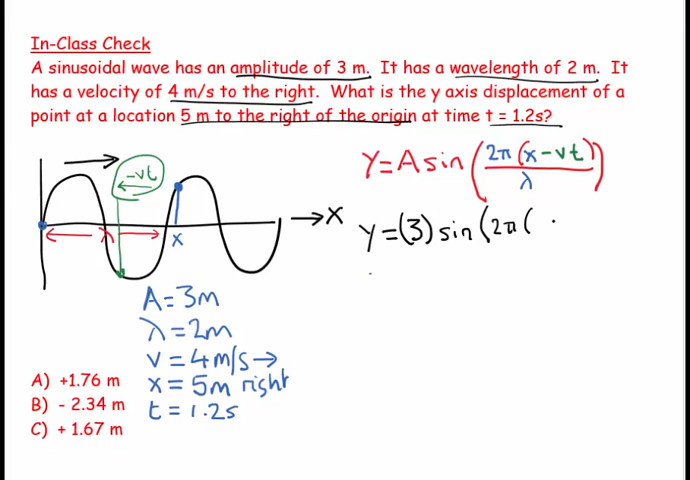 In-Class Check
A sinusoidal wave has an amplitude of 3 m. It has a wavelength of 2 m. It
has a velocity of 4 m/s to the right. What is the y axis displacement of a
point at a location 5 m to the right of the origin at time t = 1.2s?
Y=A sin (2π(x-vt)/λ)
-vt
→X
λ
x
Y=(3) sin(2π(
A=3m
λ=2m
v=4m/s→
x=5m right
t=1.2s
A) +1.76 m
B) - 2.34 m
C) + 1.67 m